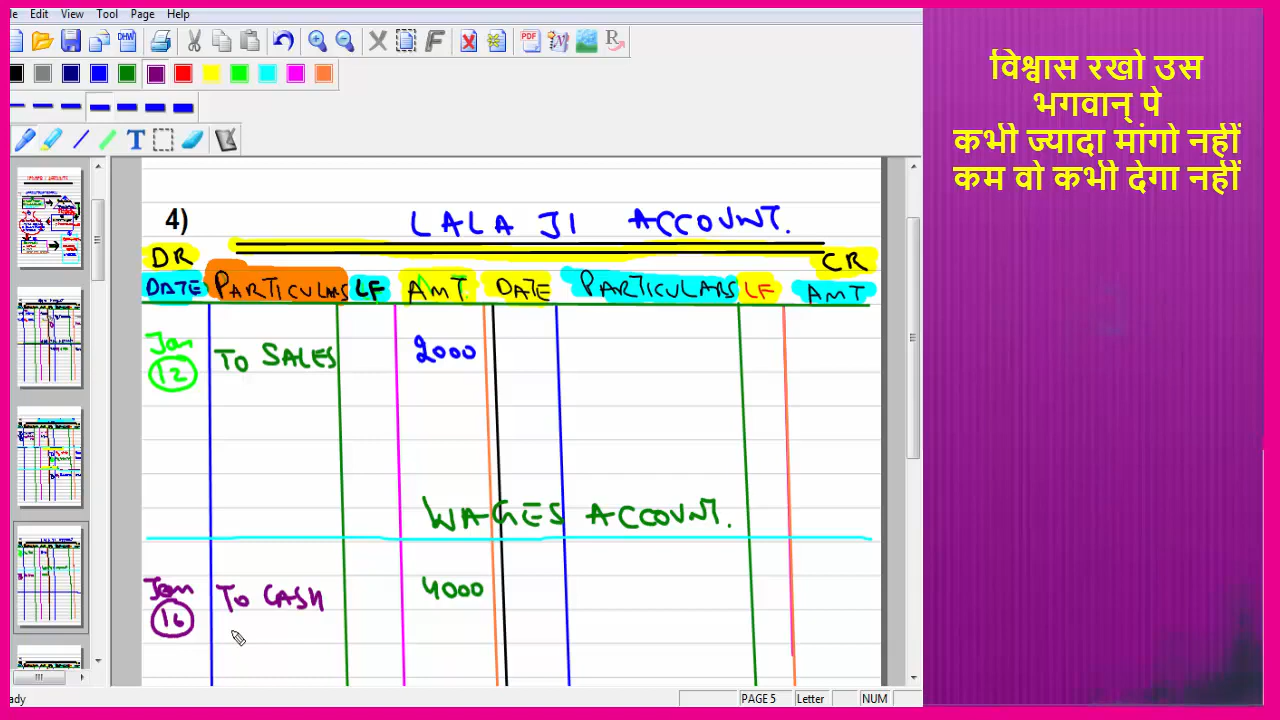 le Edit View Tool Page Help
DHW
PDF
4) LALA JI ACCOUNT.
DR CR
DATE PARTICULARS LF AMT. DATE PARTICULARS LF AMT
Jan 12 TO SALES 2000
WAGES ACCOUNT.
Jan 16 To CASH 4000
ady PAGE 5 Letter NUM
विश्वास रखो उस
भगवान् पे
कभी ज्यादा मांगो नहीं
कम वो कभी देगा नहीं